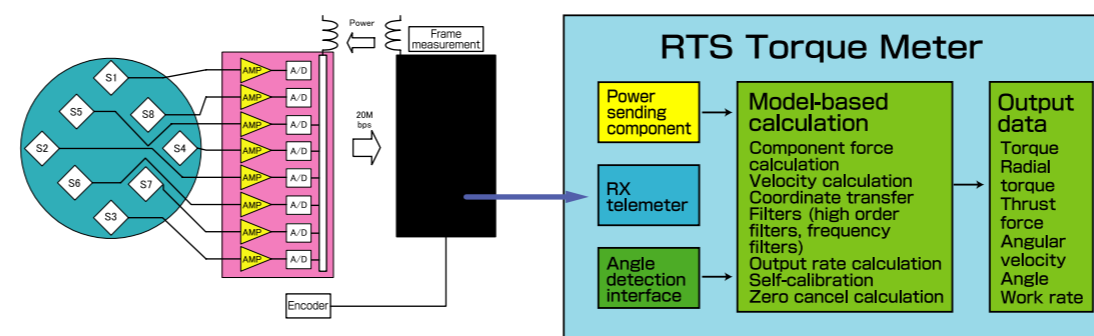 S1
S5
S8
S2
S4
S6
S7
S3
AMP
A/D
AMP
A/D
AMP
A/D
AMP
A/D
AMP
A/D
AMP
A/D
AMP
A/D
AMP
A/D
Power
20M
bps
Frame
measurement
Encoder
RTS Torque Meter
Power
sending
component
RX
telemeter
Angle
detection
interface
Model-based
calculation
Component force
calculation
Velocity calculation
Coordinate transfer
Filters (high order
filters, frequency
filters)
Output rate calculation
Self-calibration
Zero cancel calculation
Output
data
Torque
Radial
torque
Thrust
force
Angular
velocity
Angle
Work rate